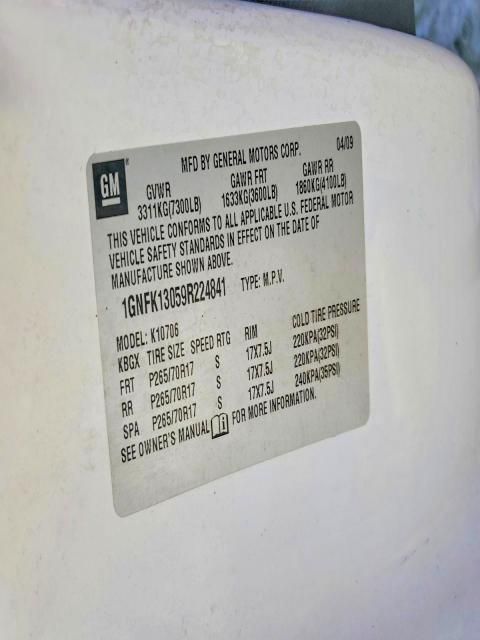 GM
MFD BY GENERAL MOTORS CORP. 04/09
GVWR GAWR FRT GAWR RR
3311KG(7300LB) 1633KG(3600LB) 1860KG(4100LB)
THIS VEHICLE CONFORMS TO ALL APPLICABLE U.S. FEDERAL MOTOR
VEHICLE SAFETY STANDARDS IN EFFECT ON THE DATE OF
MANUFACTURE SHOWN ABOVE.
1GNFK13059R224841 TYPE: M.P.V.
MODEL: K10706
KBGX TIRE SIZE SPEED RTG RIM COLD TIRE PRESSURE
FRT P265/70R17 S 17X7.5J 220KPA(32PSI)
RR P265/70R17 S 17X7.5J 220KPA(32PSI)
SPA P265/70R17 S 17X7.5J 240KPA(35PSI)
SEE OWNER'S MANUAL i FOR MORE INFORMATION.